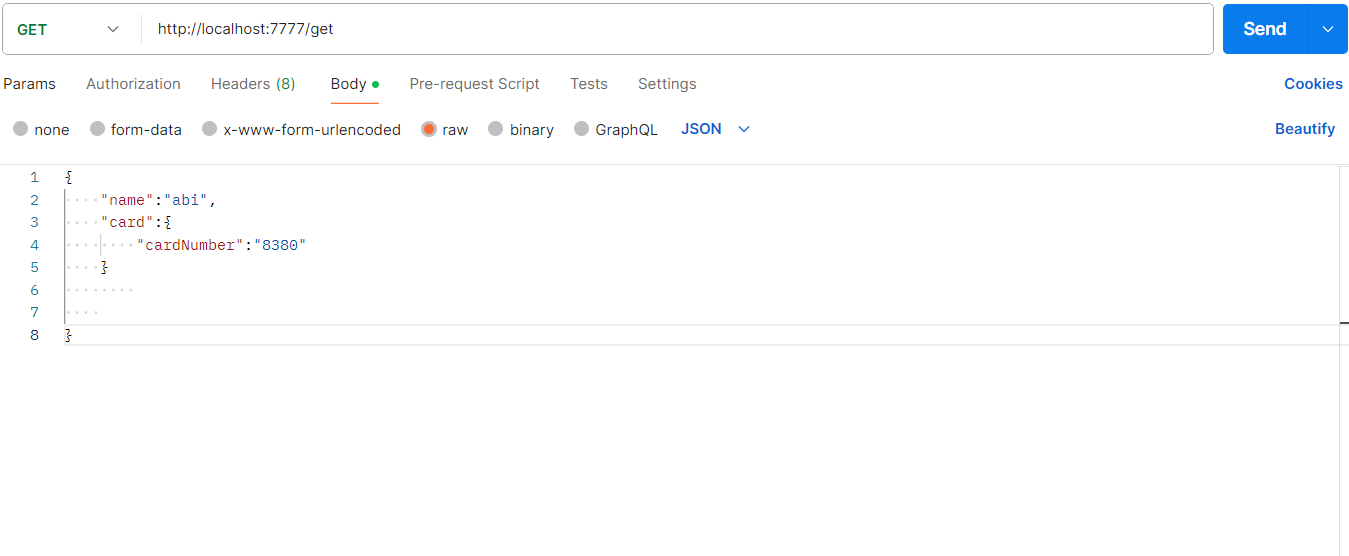 GET http://localhost:7777/get Send
Params Authorization Headers (8) Body Pre-request Script Tests Settings Cookies
none form-data x-www-form-urlencoded raw binary GraphQL JSON Beautify
1 {
2 "name":"abi",
3 "card":{
4 "cardNumber":"8380"
5 }
6
7
8 }